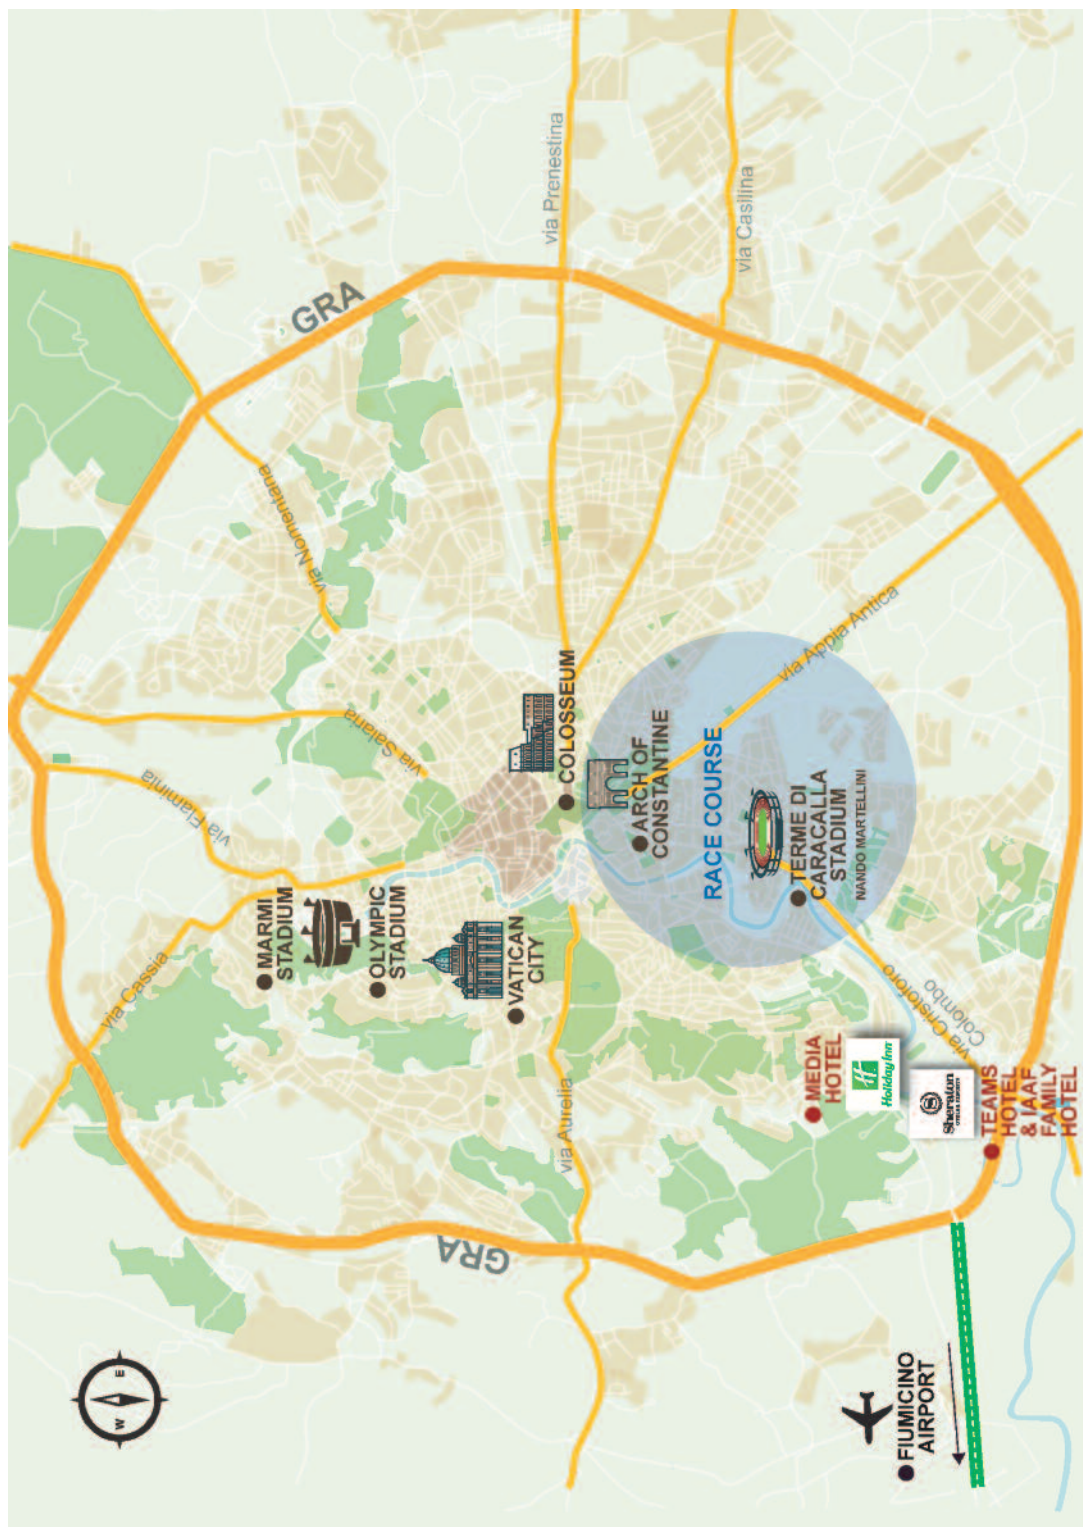 W E
via Cassia
via Flaminia
MARMI
STADIUM
via Nomentana
GRA
via Salaria
OLYMPIC
STADIUM
GRA
VATICAN
CITY
via Aurelia
COLOSSEUM
via Prenestina
ARCH OF
CONSTANTINE
RACE COURSE
via Casilina
TERME DI
CARACALLA
STADIUM
NANDO MARTELLINI
via Appia Antica
MEDIA
HOTEL
Holiday Inn
via Cristoforo
Colombo
Sheraton
TEAMS
HOTEL
& IAAF
FAMILY
HOTEL
FIUMICINO
AIRPORT